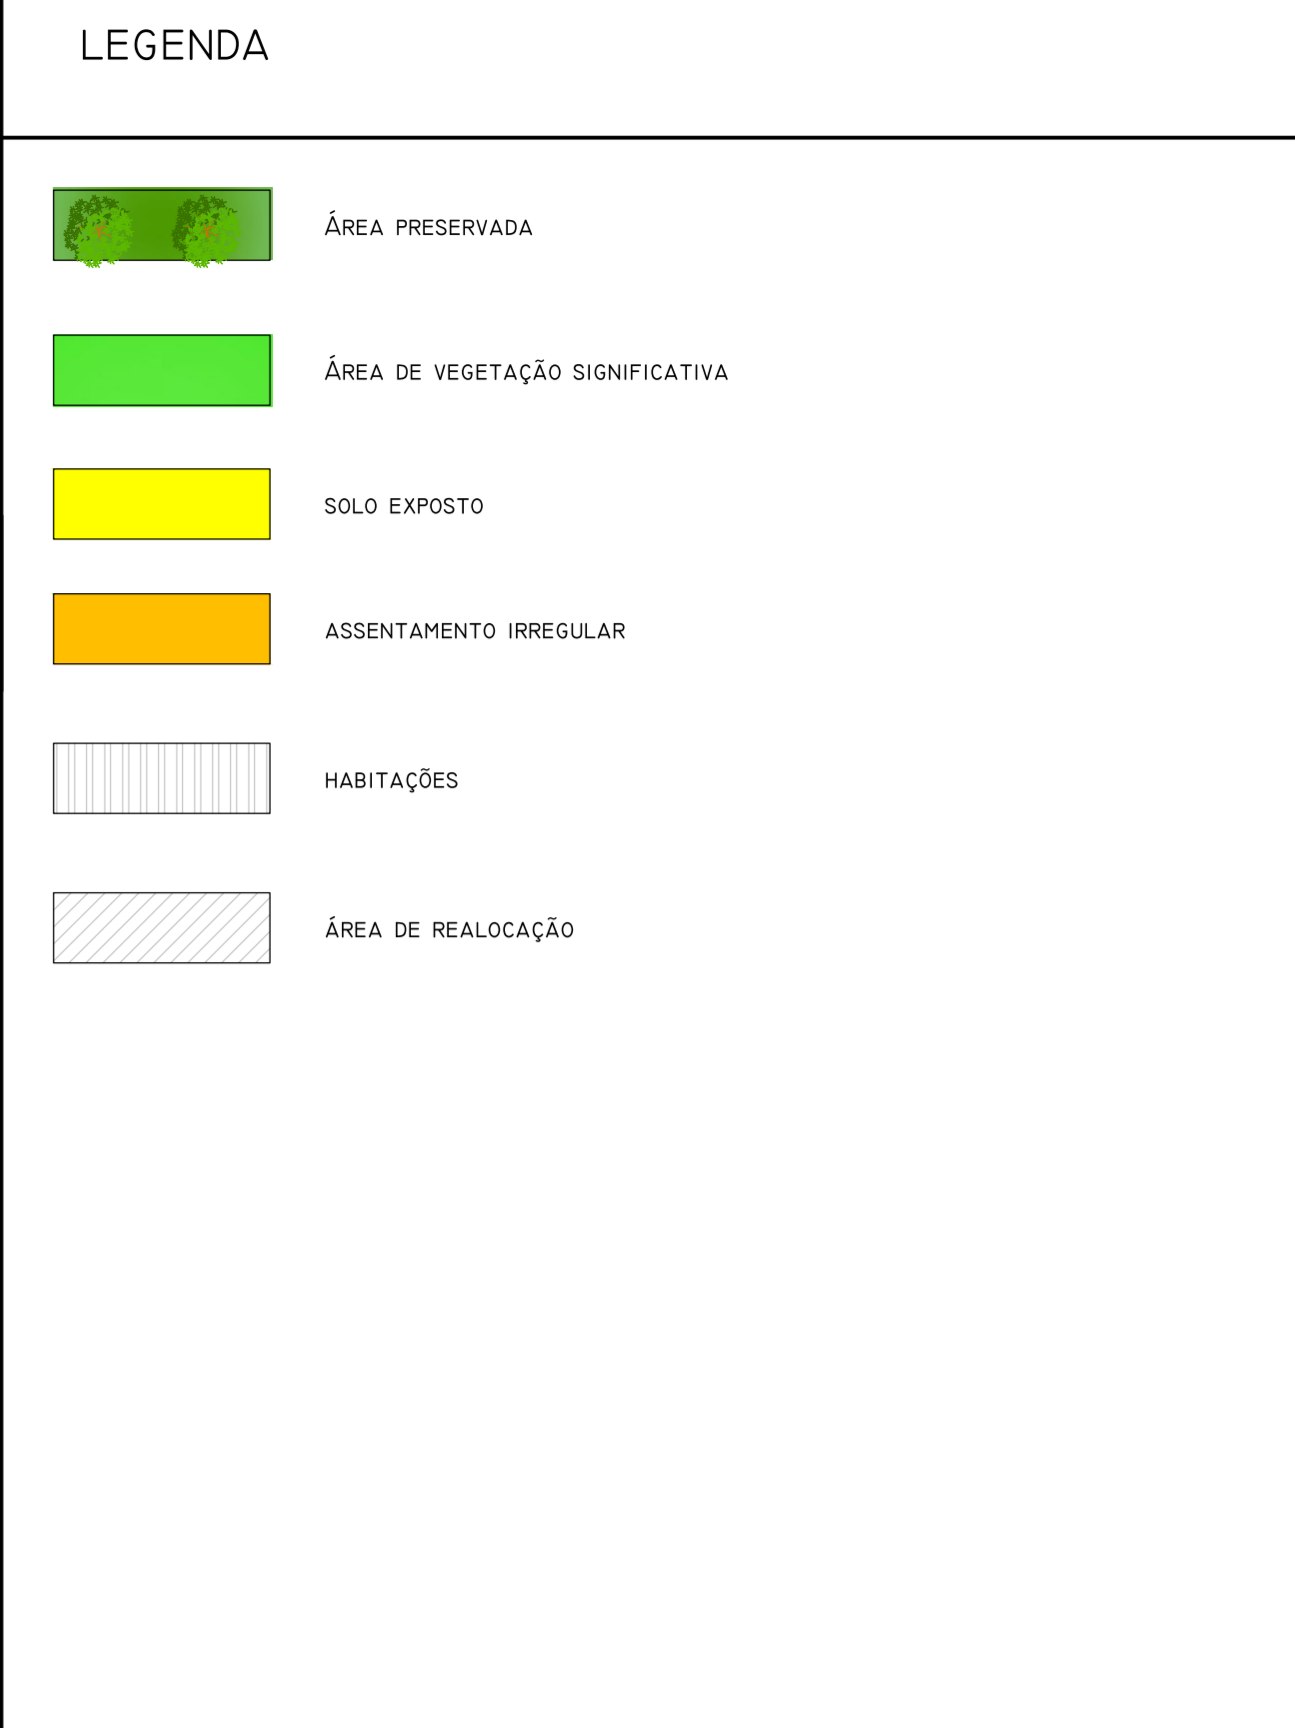 LEGENDA
ÁREA PRESERVADA
ÁREA DE VEGETAÇÃO SIGNIFICATIVA
SOLO EXPOSTO
ASSENTAMENTO IRREGULAR
HABITAÇÕES
ÁREA DE REALOCAÇÃO